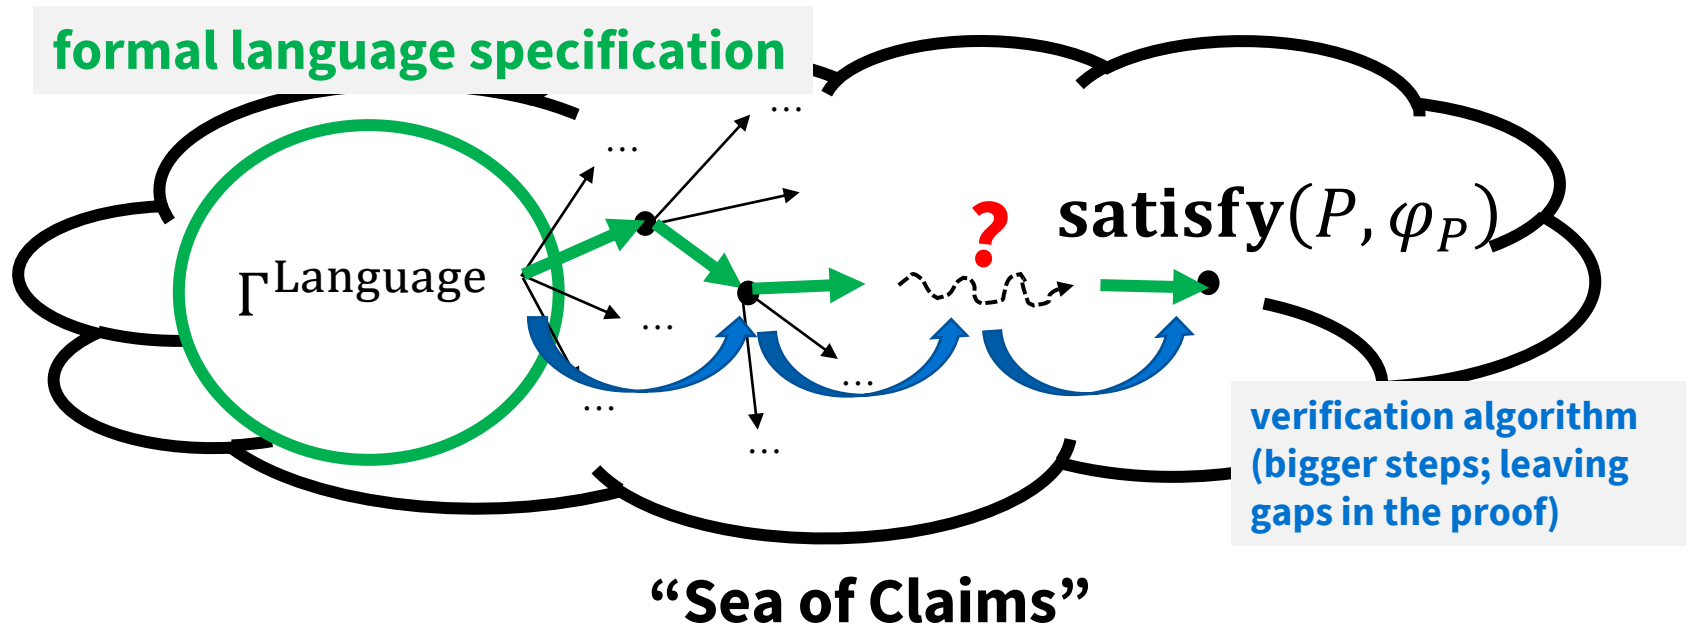 formal language specification
...
...
?
satisfy(P, φ_P)
Γ^Language
...
...
...
...
verification algorithm
(bigger steps; leaving
gaps in the proof)
“Sea of Claims”